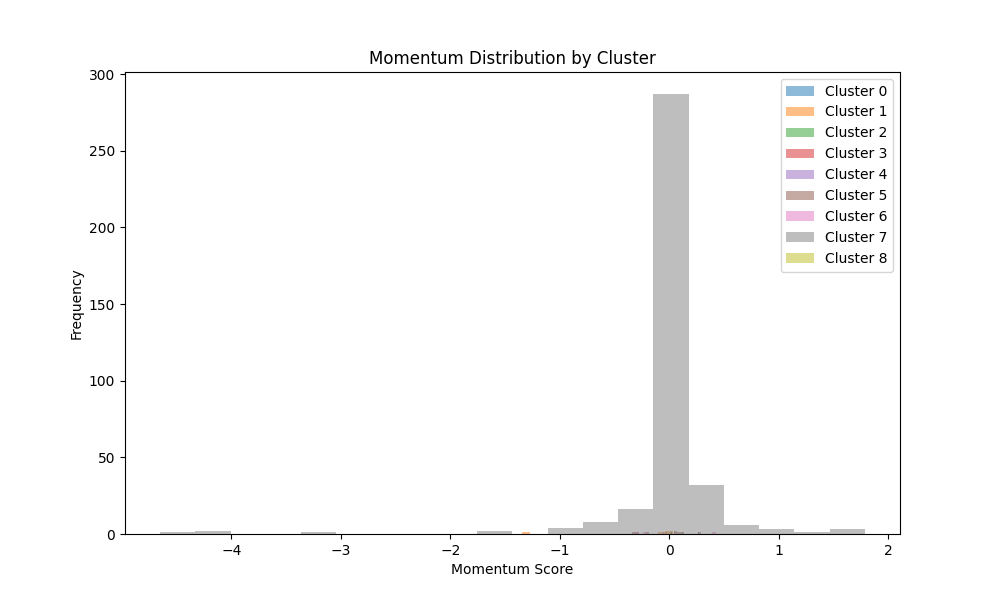 Momentum Distribution by Cluster
300
250
200
150
100
50
0
Frequency
−4
−3
−2
−1
0
1
2
Momentum Score
Cluster 0
Cluster 1
Cluster 2
Cluster 3
Cluster 4
Cluster 5
Cluster 6
Cluster 7
Cluster 8